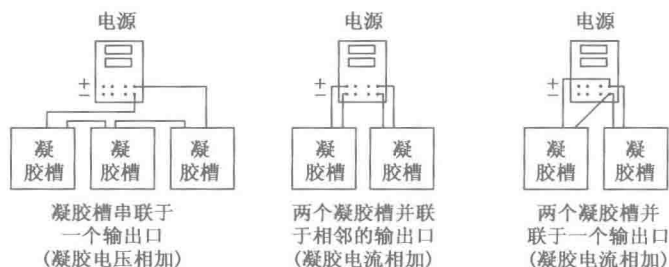 电源
电源
电源
+
−
+
−
+
−
凝
胶槽
凝
胶槽
凝
胶槽
凝
胶槽
凝
胶槽
凝
胶槽
凝
胶槽
凝胶槽串联于
一个输出口
(凝胶电压相加)
两个凝胶槽并联
于相邻的输出口
(凝胶电流相加)
两个凝胶槽并
联于一个输出口
(凝胶电流相加)